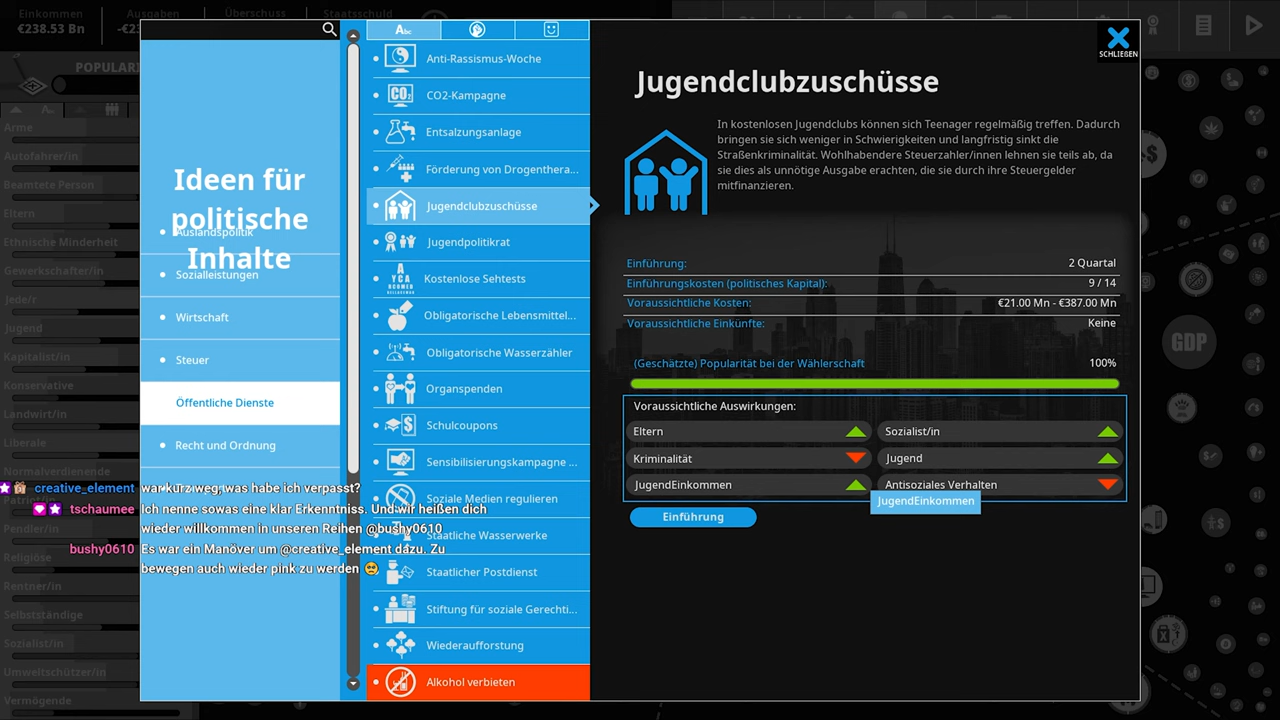 Einkommen
€238.53 Bn
Ausgaben
Überschuss
Staatsschuld
POPULARI
Arme
Autofahrer/in
Beamtete Person
Eltern
Ethnische Minderheit
Gewerkschafter/in
Jede/r
Jugend
Kapitalist/in
Konservative
Landwirt/in
Liberale
Normalverdienende
Pendler/in
Religiöse
Rentner/in
Selbstständige
Sozialist/in
Umweltschützer/in
Vermögende
Ideen für
politische
Inhalte
Auslandspolitik
Sozialleistungen
Wirtschaft
Steuer
Öffentliche Dienste
Recht und Ordnung
Abc
Anti-Rassismus-Woche
CO2-Kampagne
Entsalzungsanlage
Förderung von Drogenthera...
Jugendclubzuschüsse
Jugendpolitikrat
Kostenlose Sehtests
Obligatorische Lebensmittel...
Obligatorische Wasserzähler
Organspenden
Schulcoupons
Sensibilisierungskampagne ...
Soziale Medien regulieren
Staatliche Wasserwerke
Staatlicher Postdienst
Stiftung für soziale Gerechti...
Wiederaufforstung
Alkohol verbieten
creative_element war kurz weg, was habe ich verpasst?
tschaumee Ich nenne sowas eine klar Erkenntniss. Und wir heißen dich
wieder willkommen in unseren Reihen @bushy0610
bushy0610 Es war ein Manöver um @creative_element dazu. Zu
bewegen auch wieder pink zu werden
SCHLIEẞEN
Jugendclubzuschüsse
In kostenlosen Jugendclubs können sich Teenager regelmäßig treffen. Dadurch
bringen sie sich weniger in Schwierigkeiten und langfristig sinkt die
Straßenkriminalität. Wohlhabendere Steuerzahler/innen lehnen sie teils ab, da
sie dies als unnötige Ausgabe erachten, die sie durch ihre Steuergelder
mitfinanzieren.
Einführung: 2 Quartal
Einführungskosten (politisches Kapital): 9 / 14
Voraussichtliche Kosten: €21.00 Mn - €387.00 Mn
Voraussichtliche Einkünfte: Keine
(Geschätzte) Popularität bei der Wählerschaft 100%
Voraussichtliche Auswirkungen:
Eltern Sozialist/in
Kriminalität Jugend
JugendEinkommen Antisoziales Verhalten
JugendEinkommen
Einführung
GDP